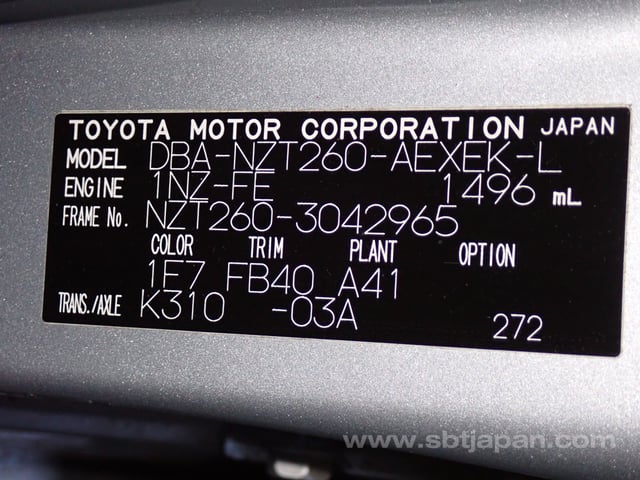 TOYOTA MOTOR CORPORATION JAPAN
MODEL DBA-NZT260-AEXEK-L
ENGINE 1NZ-FE 1496 mL
FRAME No. NZT260-3042965
COLOR TRIM PLANT OPTION
1F7 FB40 A41
TRANS./AXLE K310 -03A
272
www.sbtjapan.com